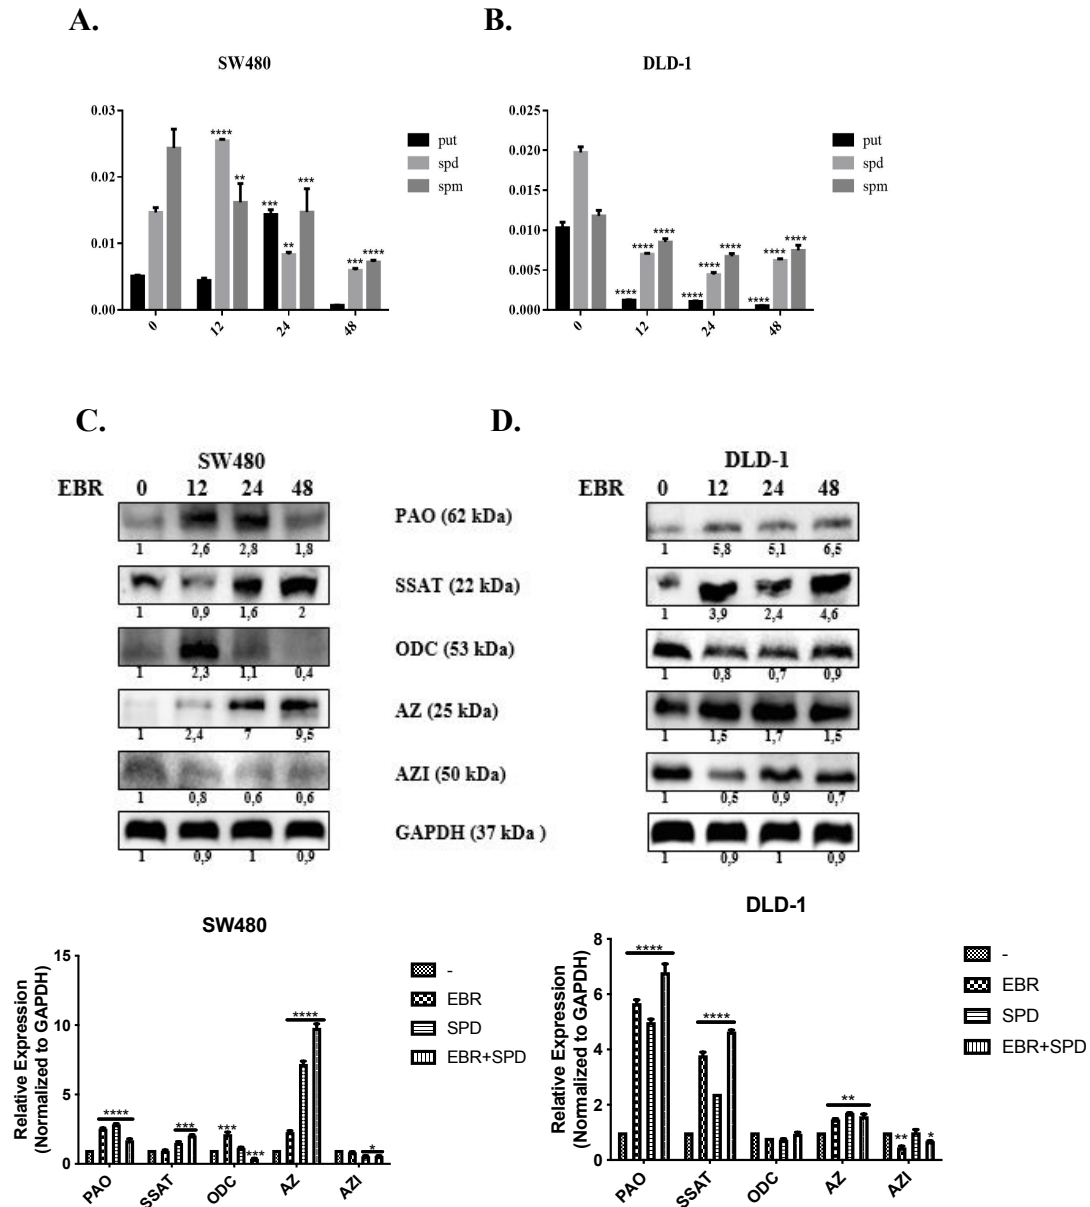 A.
B.
SW480
DLD-1
0.03
0.02
0.01
0.00
**** ** *** ** *** *** ****
0 12 24 48
put
spd
spm
0.025
0.020
0.015
0.010
0.005
0.000
**** **** **** **** **** **** **** **** ****
0 12 24 48
put
spd
spm
C.
D.
SW480
EBR 0 12 24 48
1 2,6 2,8 1,8
1 0,9 1,6 2
1 2,3 1,1 0,4
1 2,4 7 9,5
1 0,8 0,6 0,6
1 0,9 1 0,9
PAO (62 kDa)
SSAT (22 kDa)
ODC (53 kDa)
AZ (25 kDa)
AZI (50 kDa)
GAPDH (37 kDa )
DLD-1
EBR 0 12 24 48
1 5,8 5,1 6,5
1 3,9 2,4 4,6
1 0,8 0,7 0,9
1 1,5 1,7 1,5
1 0,5 0,9 0,7
1 0,9 1 0,9
SW480
Relative Expression
(Normalized to GAPDH)
15
10
5
0
**** *** *** *** **** *
PAO SSAT ODC AZ AZI
-
EBR
SPD
EBR+SPD
DLD-1
Relative Expression
(Normalized to GAPDH)
8
6
4
2
0
**** **** ** ** *
PAO SSAT ODC AZ AZI
-
EBR
SPD
EBR+SPD